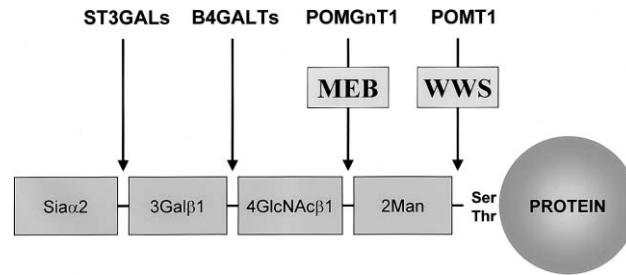 ST3GALs B4GALTs POMGnT1 POMT1
MEB WWS
Siaα2 3Galβ1 4GlcNAcβ1 2Man Ser PROTEIN
Thr